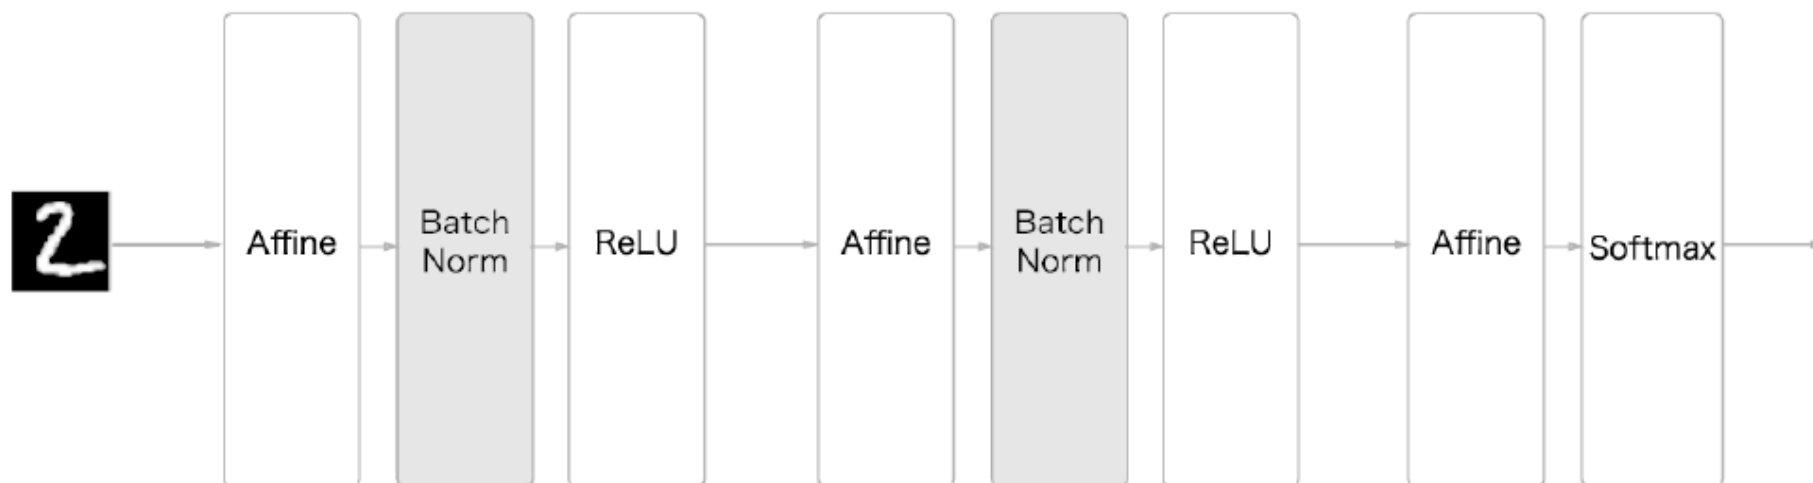 2
Affine
Batch
Norm
ReLU
Affine
Batch
Norm
ReLU
Affine
Softmax